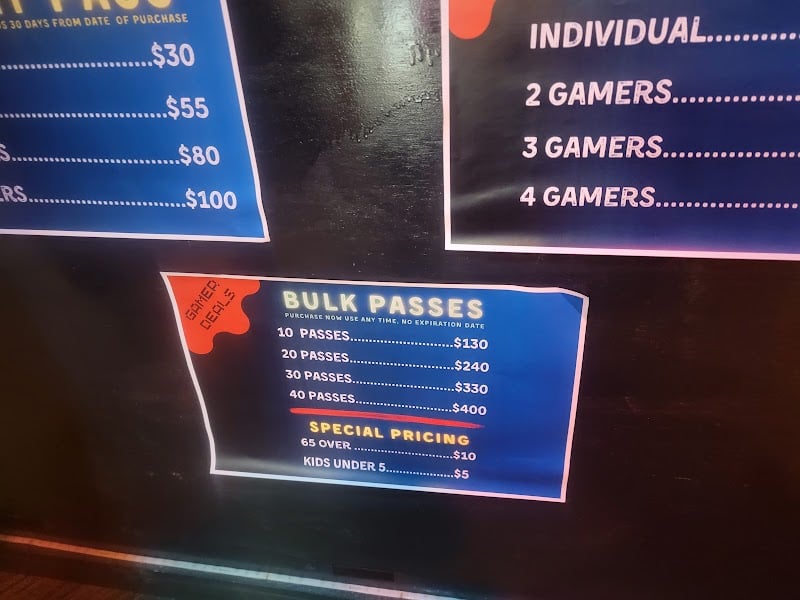 30 DAYS FROM DATE OF PURCHASE
$30
$55
$80
$100
INDIVIDUAL
2 GAMERS
3 GAMERS
4 GAMERS
GAMER
DEALS
BULK PASSES
PURCHASE NOW USE ANY TIME, NO EXPIRATION DATE
10 PASSES..........................$130
20 PASSES..........................$240
30 PASSES.........................$330
40 PASSES........................$400
SPECIAL PRICING
65 OVER .........................$10
KIDS UNDER 5.................$5